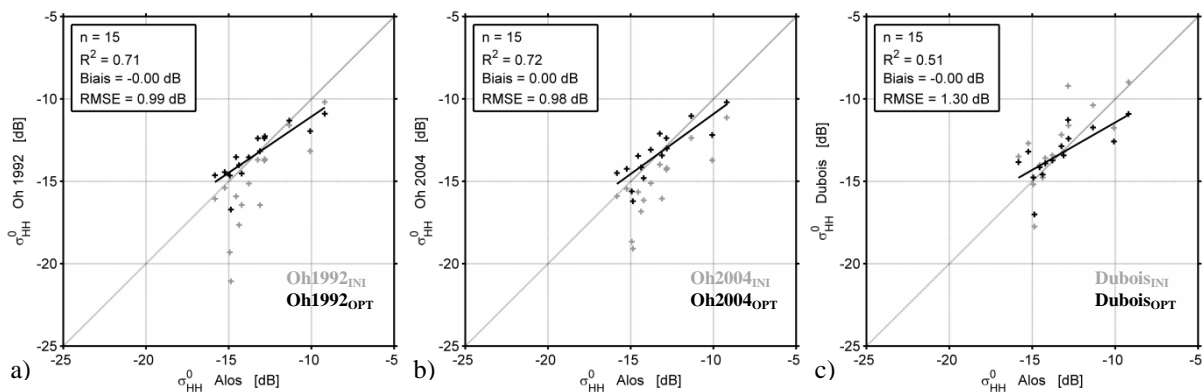 -5
-10
-15
-20
-25
-25 -20 -15 -10 -5
n = 15
R² = 0.71
Biais = -0.00 dB
RMSE = 0.99 dB
σ⁰HH Oh 1992 [dB]
Oh1992INI
Oh1992OPT
σ⁰HH Alos [dB]
a)
-5
-10
-15
-20
-25
-25 -20 -15 -10 -5
n = 15
R² = 0.72
Biais = 0.00 dB
RMSE = 0.98 dB
σ⁰HH Oh 2004 [dB]
Oh2004INI
Oh2004OPT
σ⁰HH Alos [dB]
b)
-5
-10
-15
-20
-25
-25 -20 -15 -10 -5
n = 15
R² = 0.51
Biais = -0.00 dB
RMSE = 1.30 dB
σ⁰HH Dubois [dB]
DuboisINI
DuboisOPT
σ⁰HH Alos [dB]
c)